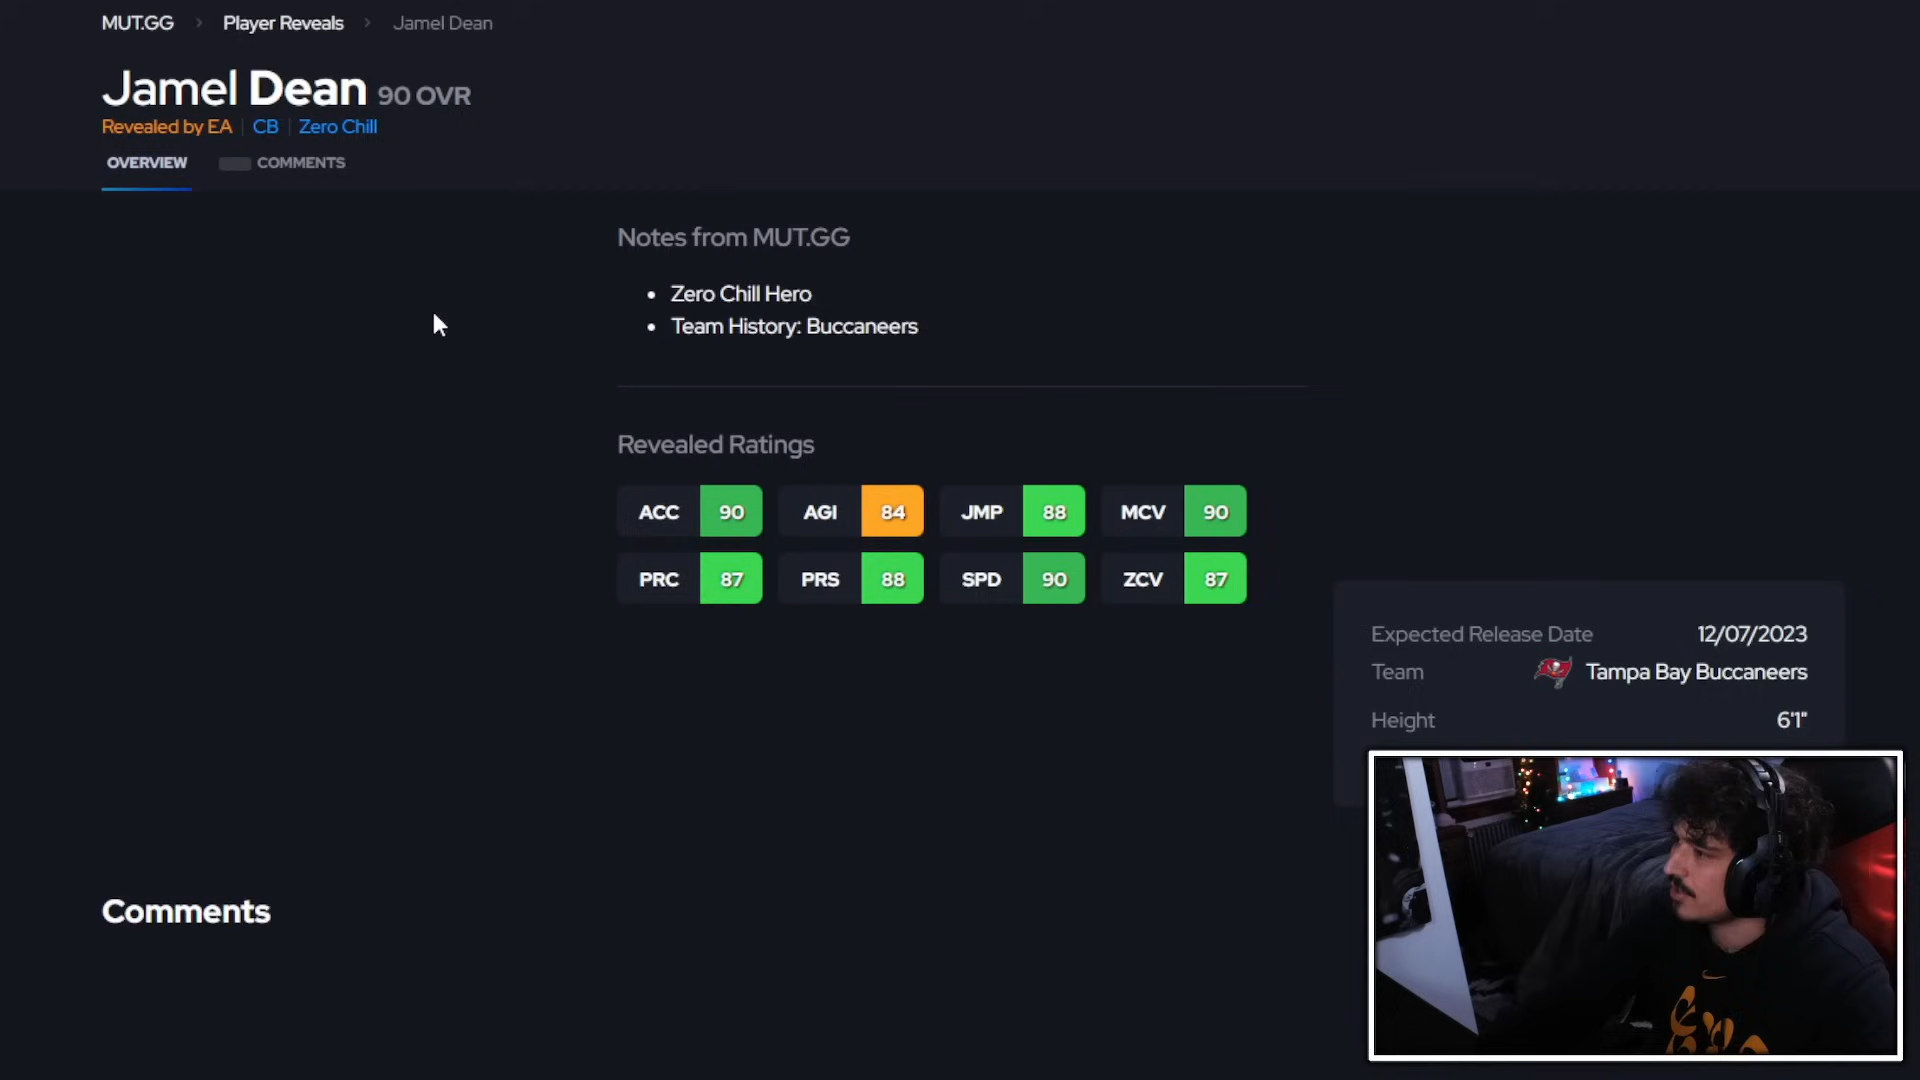 MUT.GG > Player Reveals > Jamel Dean
Jamel Dean 90 OVR
Revealed by EA | CB | Zero Chill
OVERVIEW COMMENTS
Notes from MUT.GG
• Zero Chill Hero
• Team History: Buccaneers
Revealed Ratings
ACC 90 AGI 84 JMP 88 MCV 90
PRC 87 PRS 88 SPD 90 ZCV 87
Expected Release Date 12/07/2023
Team Tampa Bay Buccaneers
Height 6'1"
Comments